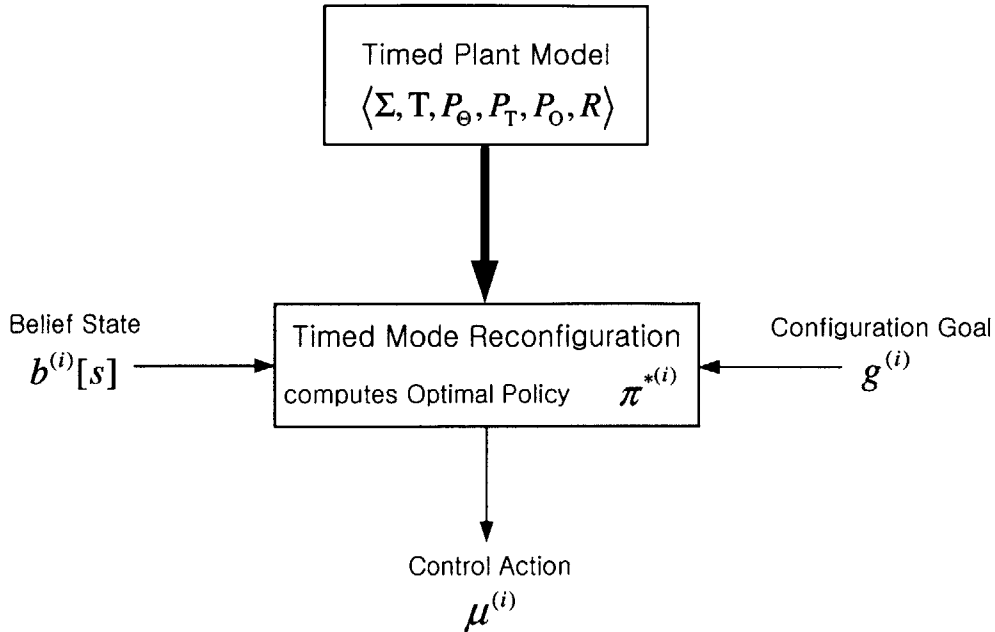 Timed Plant Model
⟨Σ, T, P_Θ, P_T, P_O, R⟩
Belief State
b^(i)[s]
Timed Mode Reconfiguration
computes Optimal Policy π^*(i)
Configuration Goal
g^(i)
Control Action
μ^(i)